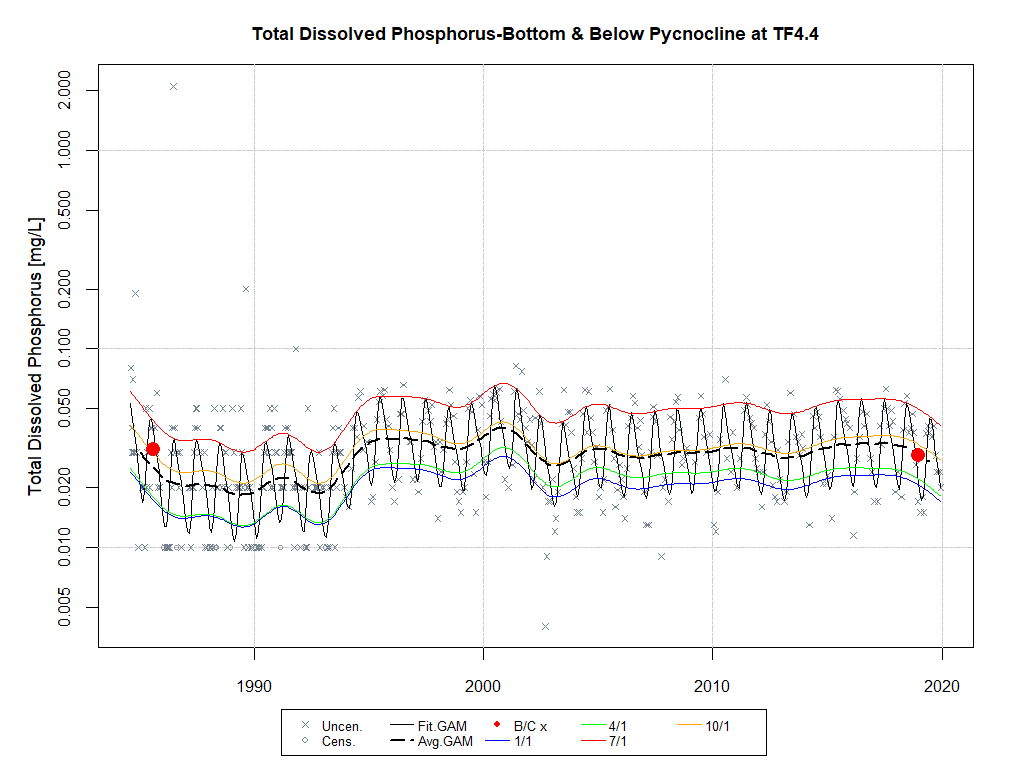 Total Dissolved Phosphorus-Bottom & Below Pycnocline at TF4.4
Total Dissolved Phosphorus [mg/L]
2.000
1.000
0.500
0.200
0.100
0.050
0.020
0.010
0.005
1990 2000 2010 2020
Uncen. Fit.GAM B/C x 4/1 10/1
Cens. Avg.GAM 1/1 7/1